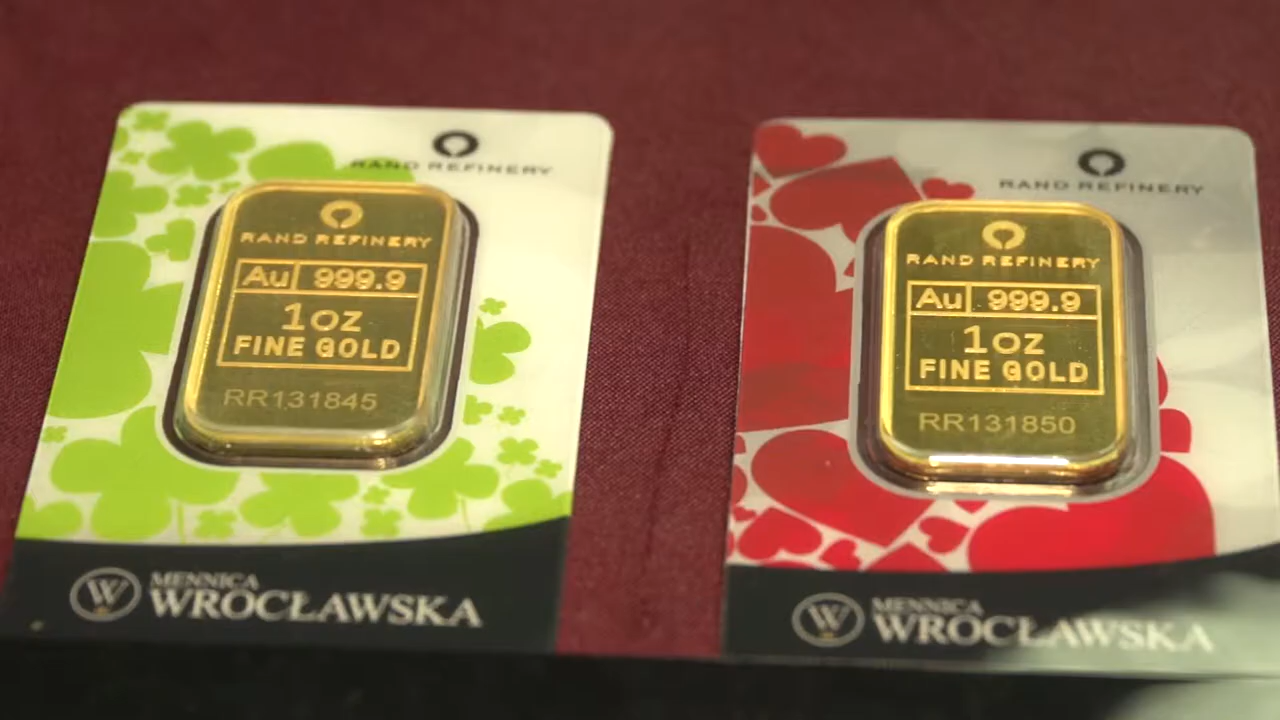 RAND REFINERY
RAND REFINERY
Au 999.9
1oz
FINE GOLD
RR131845
W
MENNICA
WROCŁAWSKA
RAND REFINERY
RAND REFINERY
Au 999.9
1oz
FINE GOLD
RR131850
W
MENNICA
WROCŁAWSKA